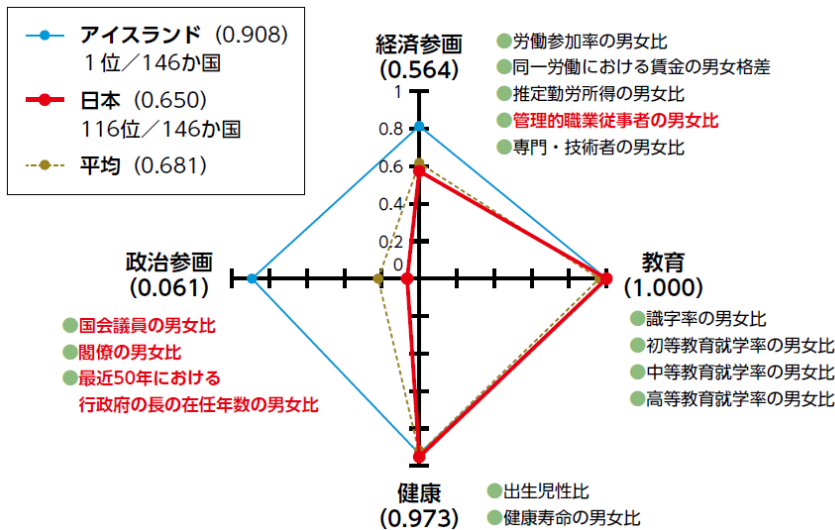 アイスランド (0.908)
1位／146か国
日本 (0.650)
116位／146か国
平均 (0.681)
経済参画
(0.564)
●労働参加率の男女比
●同一労働における賃金の男女格差
●推定勤労所得の男女比
●管理的職業従事者の男女比
●専門・技術者の男女比
1
0.8
0.6
0.4
0.2
0
政治参画
(0.061)
●国会議員の男女比
●閣僚の男女比
●最近50年における
行政府の長の在任年数の男女比
教育
(1.000)
●識字率の男女比
●初等教育就学率の男女比
●中等教育就学率の男女比
●高等教育就学率の男女比
健康
(0.973)
●出生児性比
●健康寿命の男女比